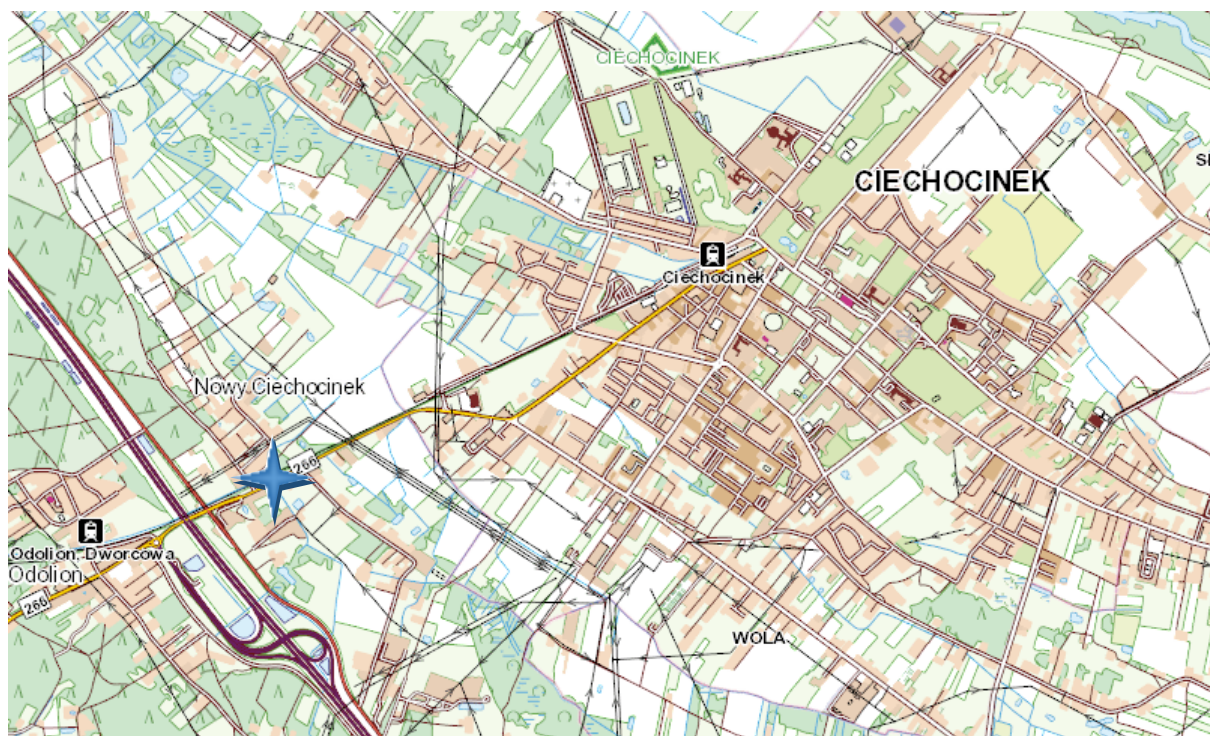 CIECHOCINEK
CIECHOCINEK
Ciechocinek
Nowy Ciechocinek
266
Odolion, Dworcowa
Odolion
266
WOLA